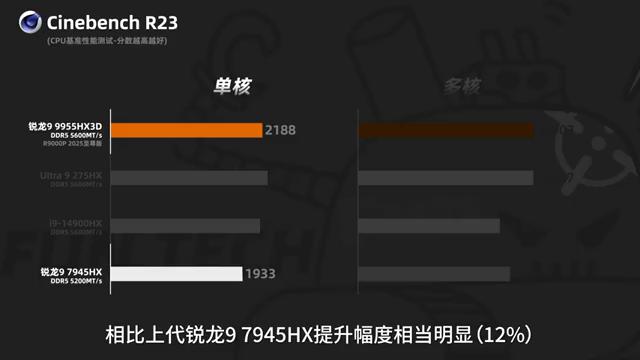 Cinebench R23
(CPU基准性能测试-分数越高越好)
单核
多核
锐龙9 9955HX3D
DDR5 5600MT/s
R9000P 2025至尊版
2188
Ultra 9 275HX
DDR5 5600MT/s
i9-14900HX
DDR5 5600MT/s
锐龙9 7945HX
DDR5 5200MT/s
1933
相比上代锐龙9 7945HX提升幅度相当明显(12%)